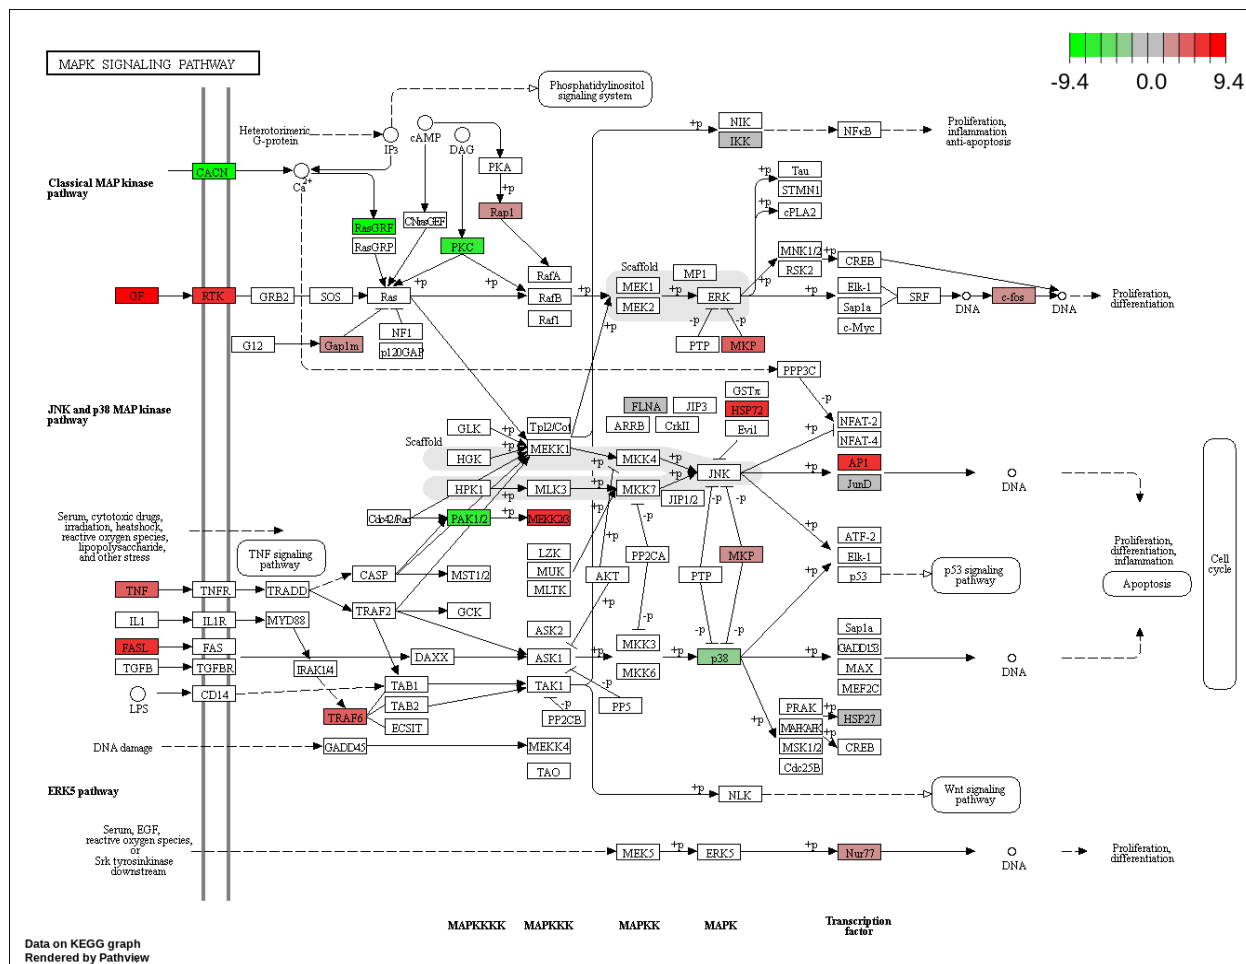 MAPK SIGNALING PATHWAY
-9.4 0.0 9.4
Phosphatidylinositol
signaling system
Heterotorimeric
G-protein
IP3
cAMP
DAG
PKA
+p
NIK
IKK
+p
NFκB
Proliferation,
inflammation
anti-apoptosis
CACN
Ca2+
Classical MAP kinase
pathway
RasGRF
RasGRP
CNrasGEF
PKC
Rap1
Tau
STMN1
cPLA2
+p
+p
MNK1/2
RSK2
+p
CREB
Scaffold
MP1
RafA
RafB
Raf1
MEK1
MEK2
GF
RTK
GRB2
SOS
Ras
+p
+p
+p
+p
+p
ERK
+p
+p
Elk-1
Sap1a
c-Myc
SRF
DNA
c-fos
DNA
Proliferation,
differentiation
G12
Gap1m
NF1
p120GAP
-p
-p
PTP
MKP
PPP3C
-p
JNK and p38 MAP kinase
pathway
GSTπ
HSP72
Evi1
FLNA
JIP3
ARRB
CrkII
NFAT-2
NFAT-4
Scaffold
GLK
HGK
HPK1
Tpl2/Cot
MEKK1
MLK3
MKK4
MKK7
JNK
JIP1/2
+p
+p
+p
+p
+p
+p
+p
+p
+p
+p
AP1
JunD
DNA
Cdc42/Rac
PAK1/2
+p
MEKK2/3
-p
-p
-p
Serum, cytotoxic drugs,
irradiation, heatshock,
reactive oxygen species,
lipopolysaccharide,
and other stress
TNF signaling
pathway
LZK
MUK
MLTK
PP2CA
AKT
MKP
PTP
ATF-2
Elk-1
p53
+p
p53 signaling
pathway
Proliferation,
differentiation,
inflammation
Apoptosis
Cell
cycle
TNF
TNFR
TRADD
CASP
MST1/2
IL1
IL1R
MYD88
TRAF2
GCK
+p
-p
-p
-p
FASL
FAS
TGFB
TGFBR
IRAK1/4
DAXX
ASK2
ASK1
+p
MKK3
MKK6
+p
p38
+p
Sap1a
GADD153
MAX
MEF2C
DNA
LPS
CD14
TAB1
TAB2
ECSIT
TAK1
-p
-p
PP2CB
PP5
TRAF6
+p
PRAK
MAPKAPK
MSK1/2
Cdc25B
+p
+p
HSP27
CREB
DNA damage
GADD45
MEKK4
TAO
ERK5 pathway
+p
NLK
Wnt signaling
pathway
Serum, EGF,
reactive oxygen species,
or
Srk tyrosinkinase
downstream
MEK5
+p
ERK5
+p
Nur77
DNA
Proliferation,
differentiation
MAPKKKK
MAPKKK
MAPKK
MAPK
Transcription
factor
Data on KEGG graph
Rendered by Pathview